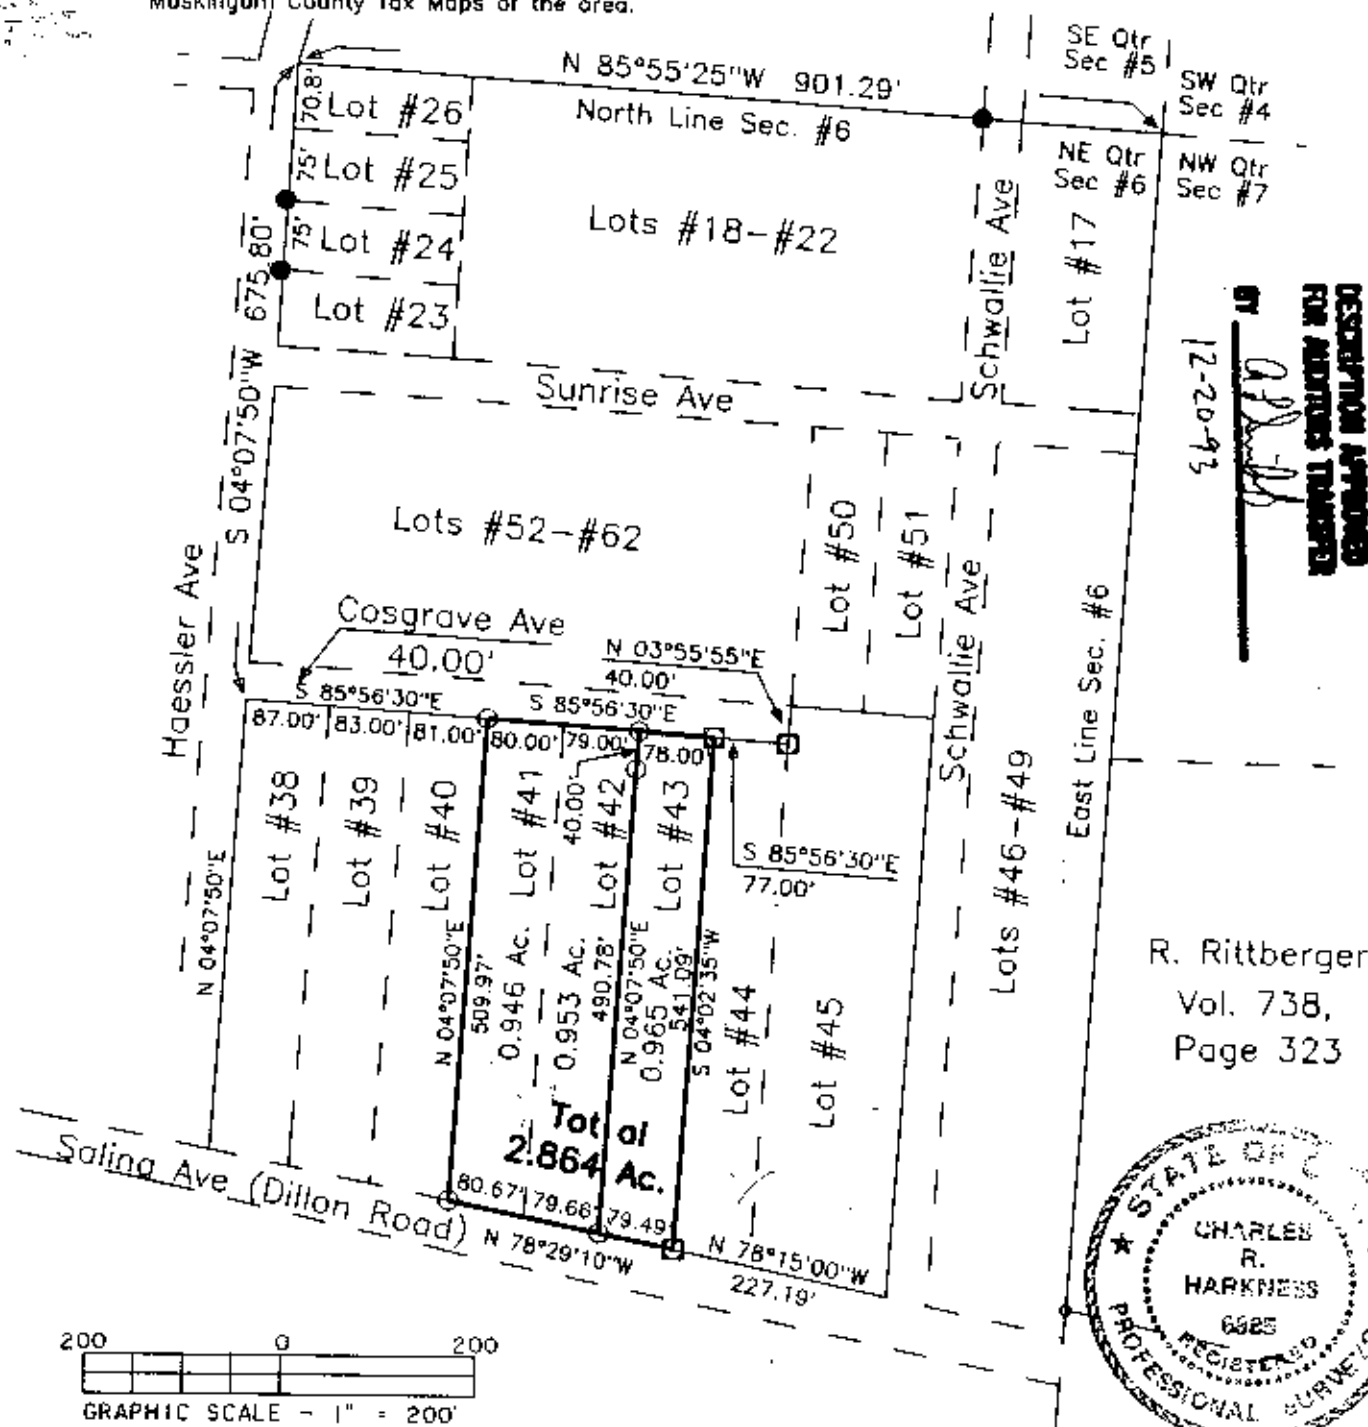 Muskingum County Tax Maps of the area.
N 85°55'25"W 901.29'
North Line Sec. #6
SE Qtr
Sec #5
SW Qtr
Sec #4
NE Qtr
Sec #6
NW Qtr
Sec #7
70.8'
Lot #26
75'
Lot #25
75'
Lot #24
Lot #23
Lots #18-#22
Schwallie Ave
Lot #17
S 04°07'50"W 675.80'
Sunrise Ave
DESCRIPTION APPROVED
FOR AUDITORS TRANSFER
BY
12-20-93
Lots #52-#62
Lot #50
Lot #51
Schwallie Ave
Haessler Ave
Cosgrave Ave
40.00'
N 03°55'55"E
40.00'
S 85°56'30"E
S 85°56'30"E
87.00'
83.00'
81.00'
80.00'
79.00'
78.00'
40.00'
S 85°56'30"E
77.00'
East Line Sec. #6
Lots #46-#49
N 04°07'50"E
Lot #38
Lot #39
Lot #40
N 04°07'50"E
509.97'
Lot #41
0.946 Ac.
Lot #42
0.953 Ac.
490.78'
N 04°07'50"E
Lot #43
0.965 Ac.
541.09'
S 04°02'35"W
Lot #44
Lot #45
Total
2.864 Ac.
R. Rittberger
Vol. 738,
Page 323
Salina Ave (Dillon Road)
80.67'
79.66'
79.49'
N 78°29'10"W
N 78°15'00"W
227.19'
STATE OF
CHARLES
R.
HARKNESS
6825
REGISTERED
PROFESSIONAL
200 0 200
GRAPHIC SCALE - 1" = 200'